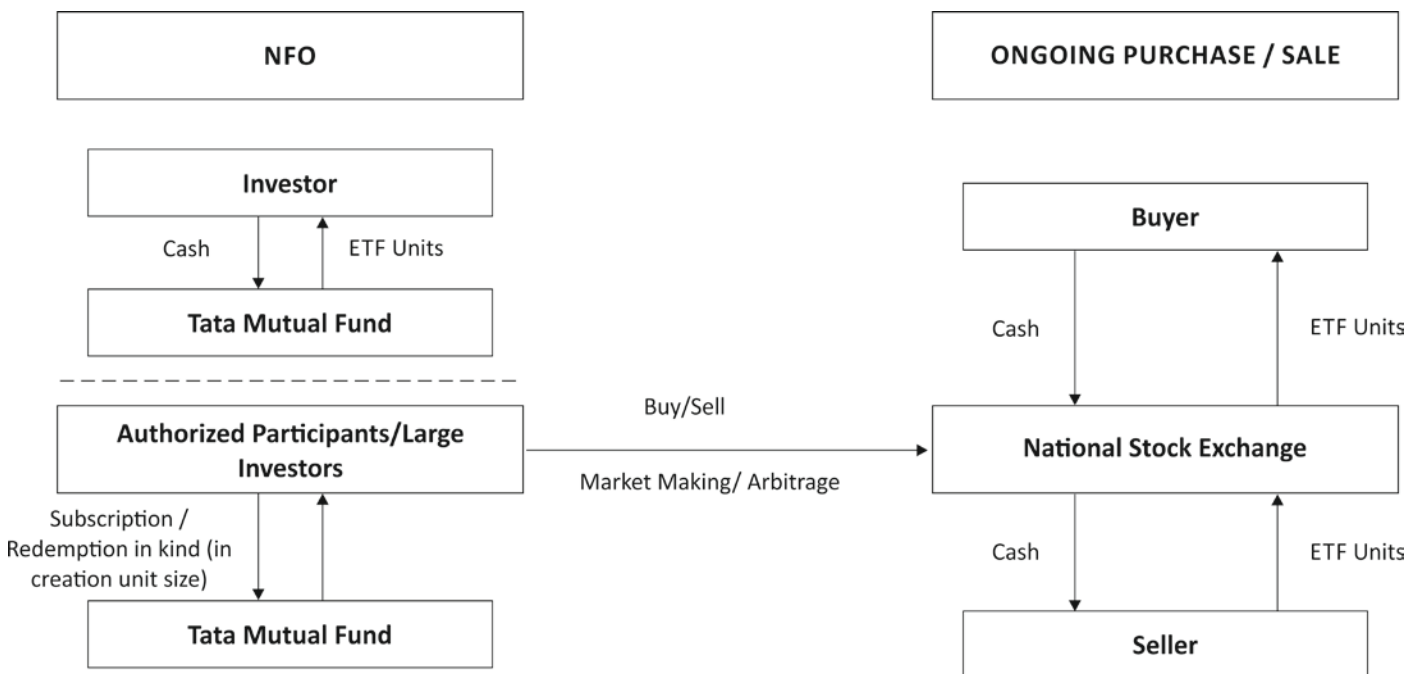 NFO
ONGOING PURCHASE / SALE
Investor
Cash
ETF Units
Tata Mutual Fund
Authorized Participants/Large
Investors
Subscription /
Redemption in kind (in
creation unit size)
Tata Mutual Fund
Buy/Sell
Market Making/ Arbitrage
Buyer
Cash
ETF Units
National Stock Exchange
Cash
ETF Units
Seller